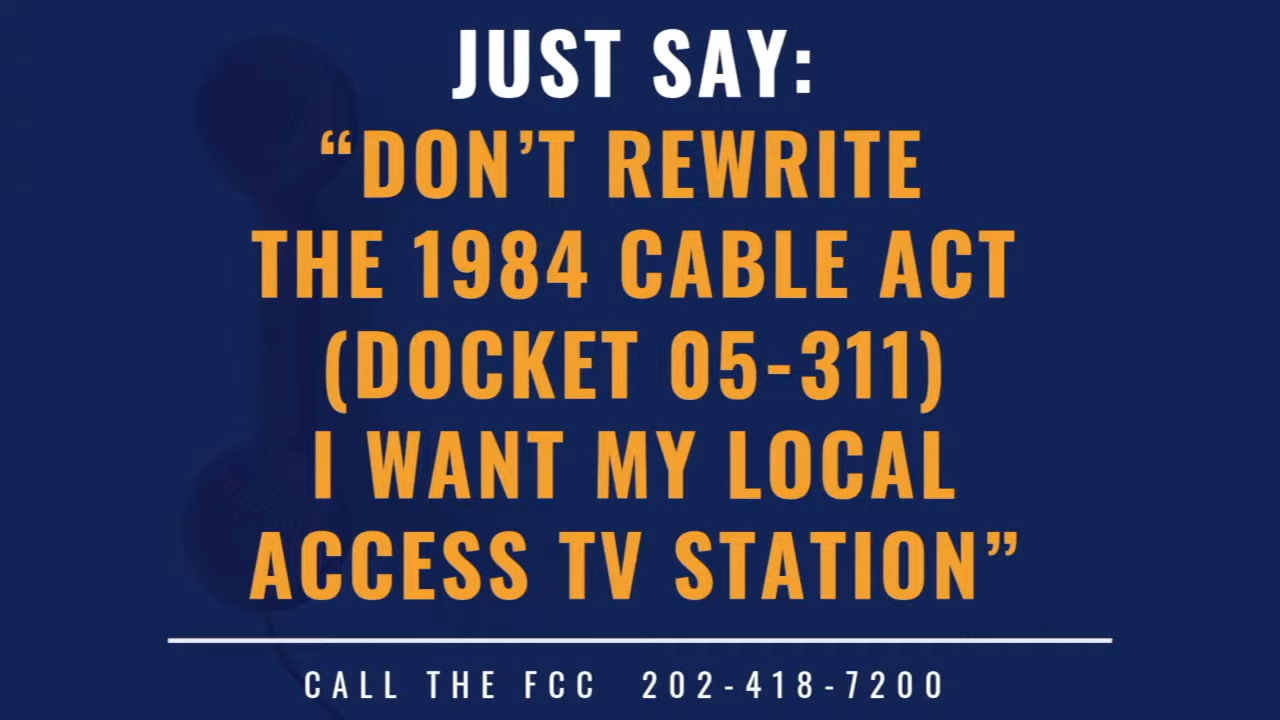 JUST SAY:
“DON’T REWRITE
THE 1984 CABLE ACT
(DOCKET 05-311)
I WANT MY LOCAL
ACCESS TV STATION”
CALL THE FCC 202-418-7200